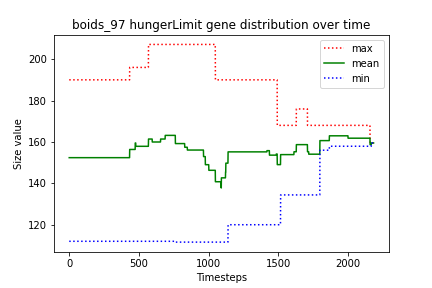 boids_97 hungerLimit gene distribution over time
max
mean
min
Size value
200
180
160
140
120
0
500
1000
1500
2000
Timesteps